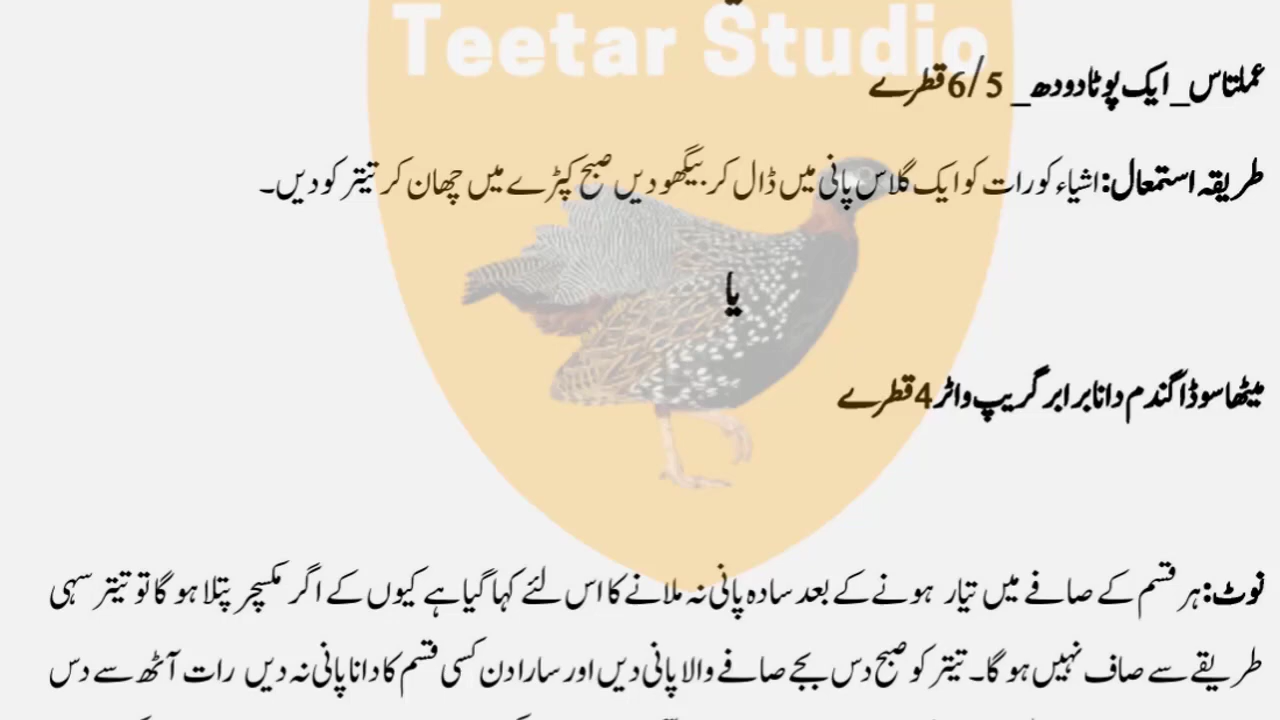 Teetar Studio
عملتاس_ایک پوٹا دودھ_ 6/5 قطرے
طریقہ استمعال: اشیاء کو رات کو ایک گلاس پانی میں ڈال کر بیگھو دیں صبح کپڑے میں چھان کر تیتر کو دیں۔
یا
میٹھا سوڈا گندم دانا برابر گریپ واٹر 4 قطرے
نوٹ: ہر قسم کے صافے میں تیار ہونے کے بعد سادہ پانی نہ ملانے کا اس لئے کہا گیا ہے کیوں کے اگر مکسچر پتلا ہو گا تو تیتر سہی
طریقے سے صاف نہیں ہو گا۔ تیتر کو صبح دس بجے صافے والا پانی دیں اور سارا دن کسی قسم کا دانا پانی نہ دیں رات آٹھ سے دس